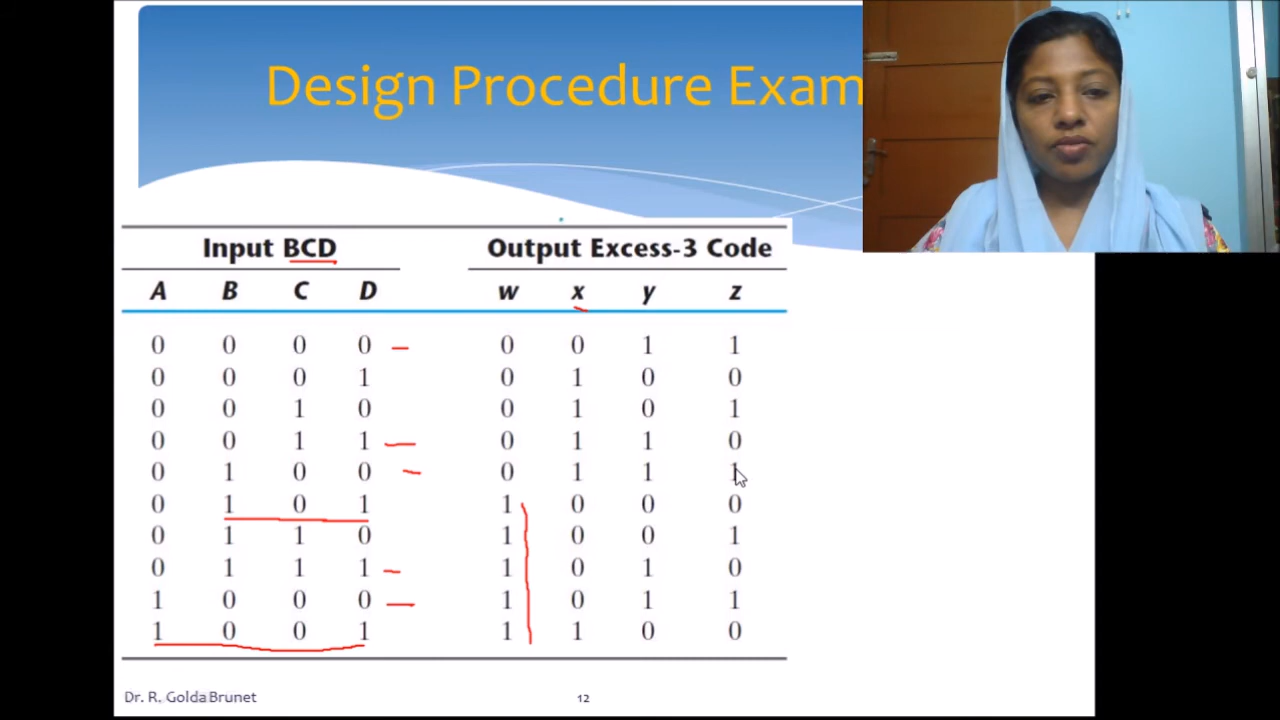 Design Procedure Exam
Input BCD Output Excess-3 Code
A B C D w x y z
0 0 0 0 0 0 1 1
0 0 0 1 0 1 0 0
0 0 1 0 0 1 0 1
0 0 1 1 0 1 1 0
0 1 0 0 0 1 1 1
0 1 0 1 1 0 0 0
0 1 1 0 1 0 0 1
0 1 1 1 1 0 1 0
1 0 0 0 1 0 1 1
1 0 0 1 1 1 0 0
Dr. R. Golda Brunet 12